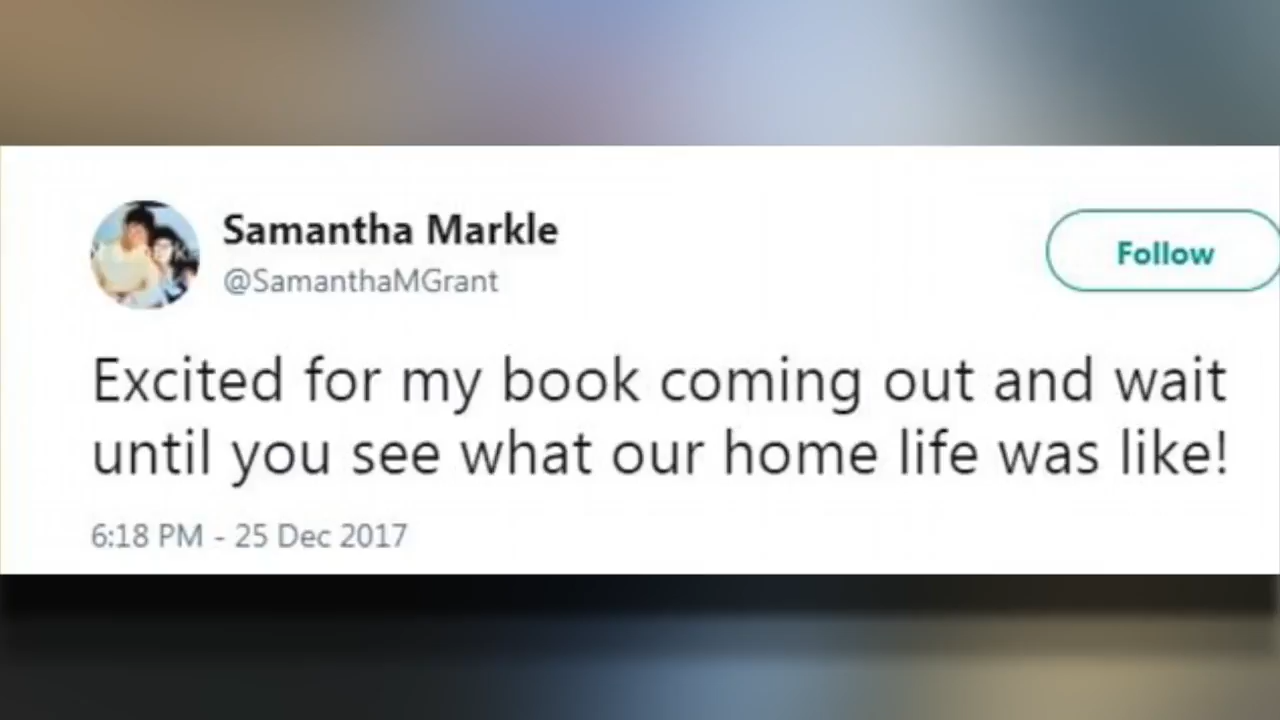 Samantha Markle
@SamanthaMGrant
Follow
Excited for my book coming out and wait
until you see what our home life was like!
6:18 PM - 25 Dec 2017